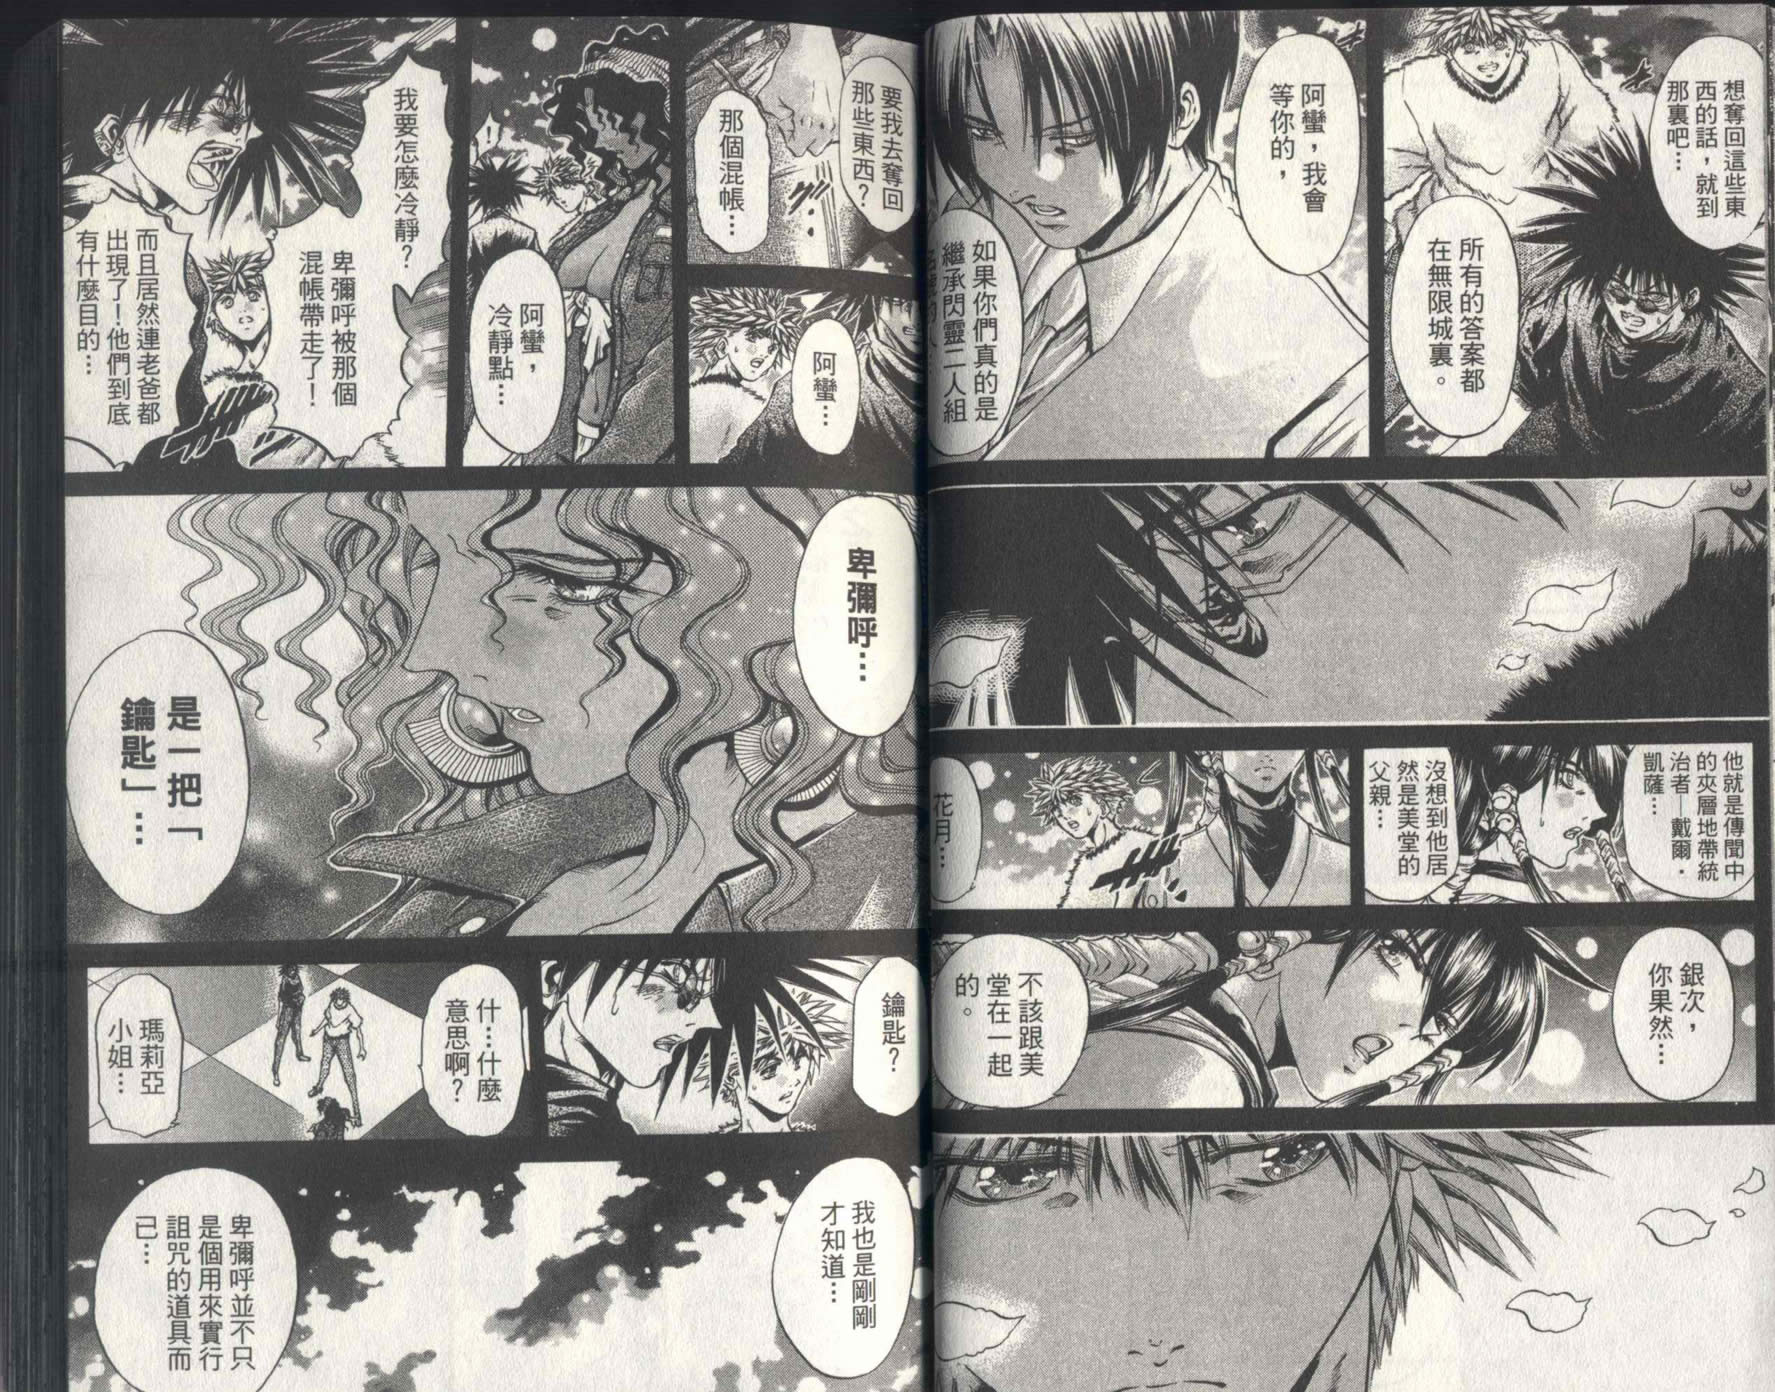 想奪回這些東
西的話，就到
那裏吧…
所有的答案都
在無限城裏。
阿蠻，我會
等你的，
如果你們真的是
繼承閃靈二人組
他就是傳聞中
的夾層地帶統
治者─戴爾．
凱薩…
沒想到他居
然是美堂的
父親…
花月…
銀次，
你果然…
不該跟美
堂在一起
的。
要我去奪回
那些東西？
那個混帳…
阿蠻…
阿蠻，
冷靜點…
我要怎麼冷靜？
卑彌呼被那個
混帳帶走了！
而且居然連老爸都
出現了！他們到底
有什麼目的…
卑彌呼…
是一把「
鑰匙」…
鑰匙？
什…什麼
意思啊？
瑪莉亞
小姐…
我也是剛剛
才知道…
卑彌呼並不只
是個用來實行
詛咒的道具而
已…